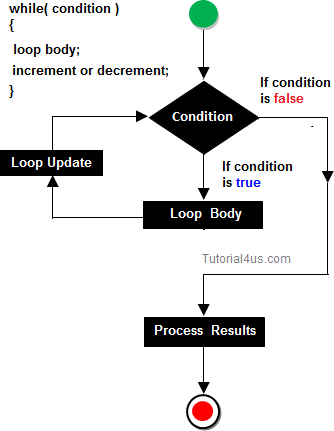 while( condition )
{
loop body;
increment or decrement;
}
If condition
is false
Condition
Loop Update
If condition
is true
Loop Body
Tutorial4us.com
Process Results